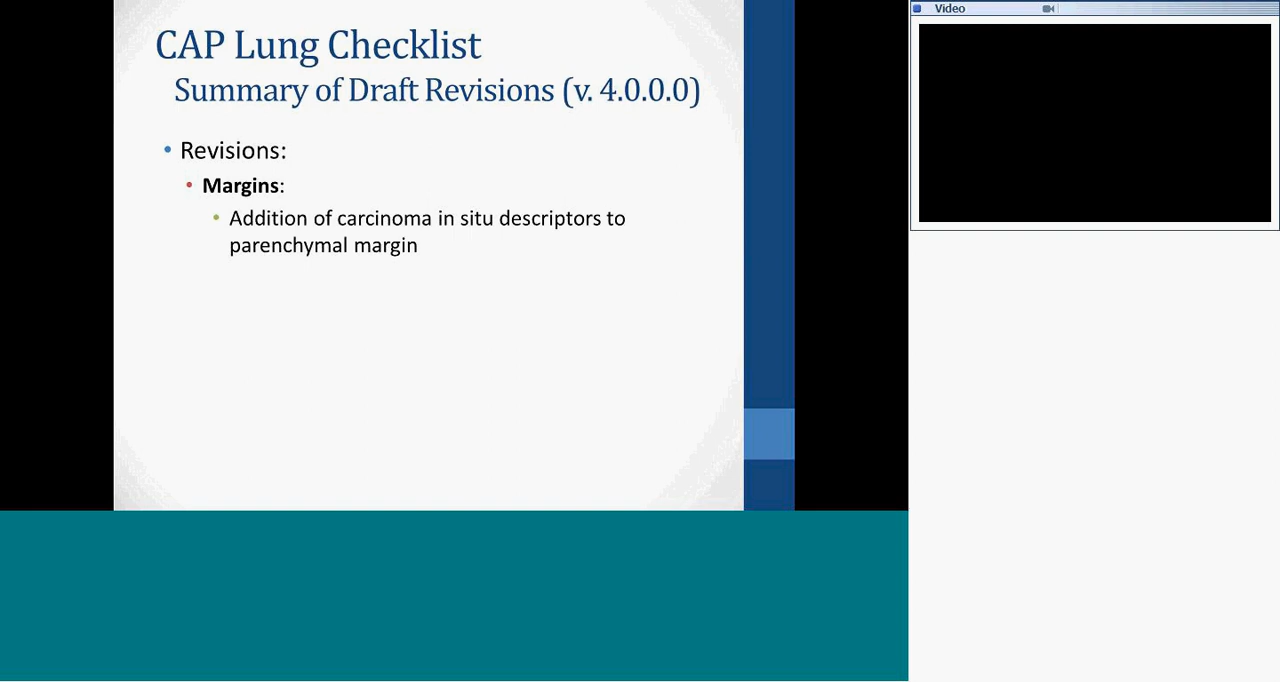 CAP Lung Checklist
Summary of Draft Revisions (v. 4.0.0.0)
• Revisions:
• Margins:
• Addition of carcinoma in situ descriptors to
parenchymal margin
Video